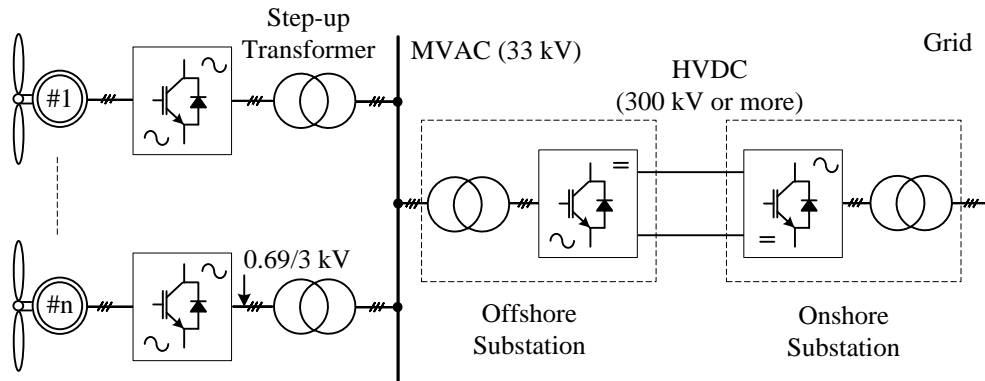 Step-up
Transformer
MVAC (33 kV)
Grid
HVDC
(300 kV or more)
#1
0.69/3 kV
#n
Offshore
Substation
Onshore
Substation